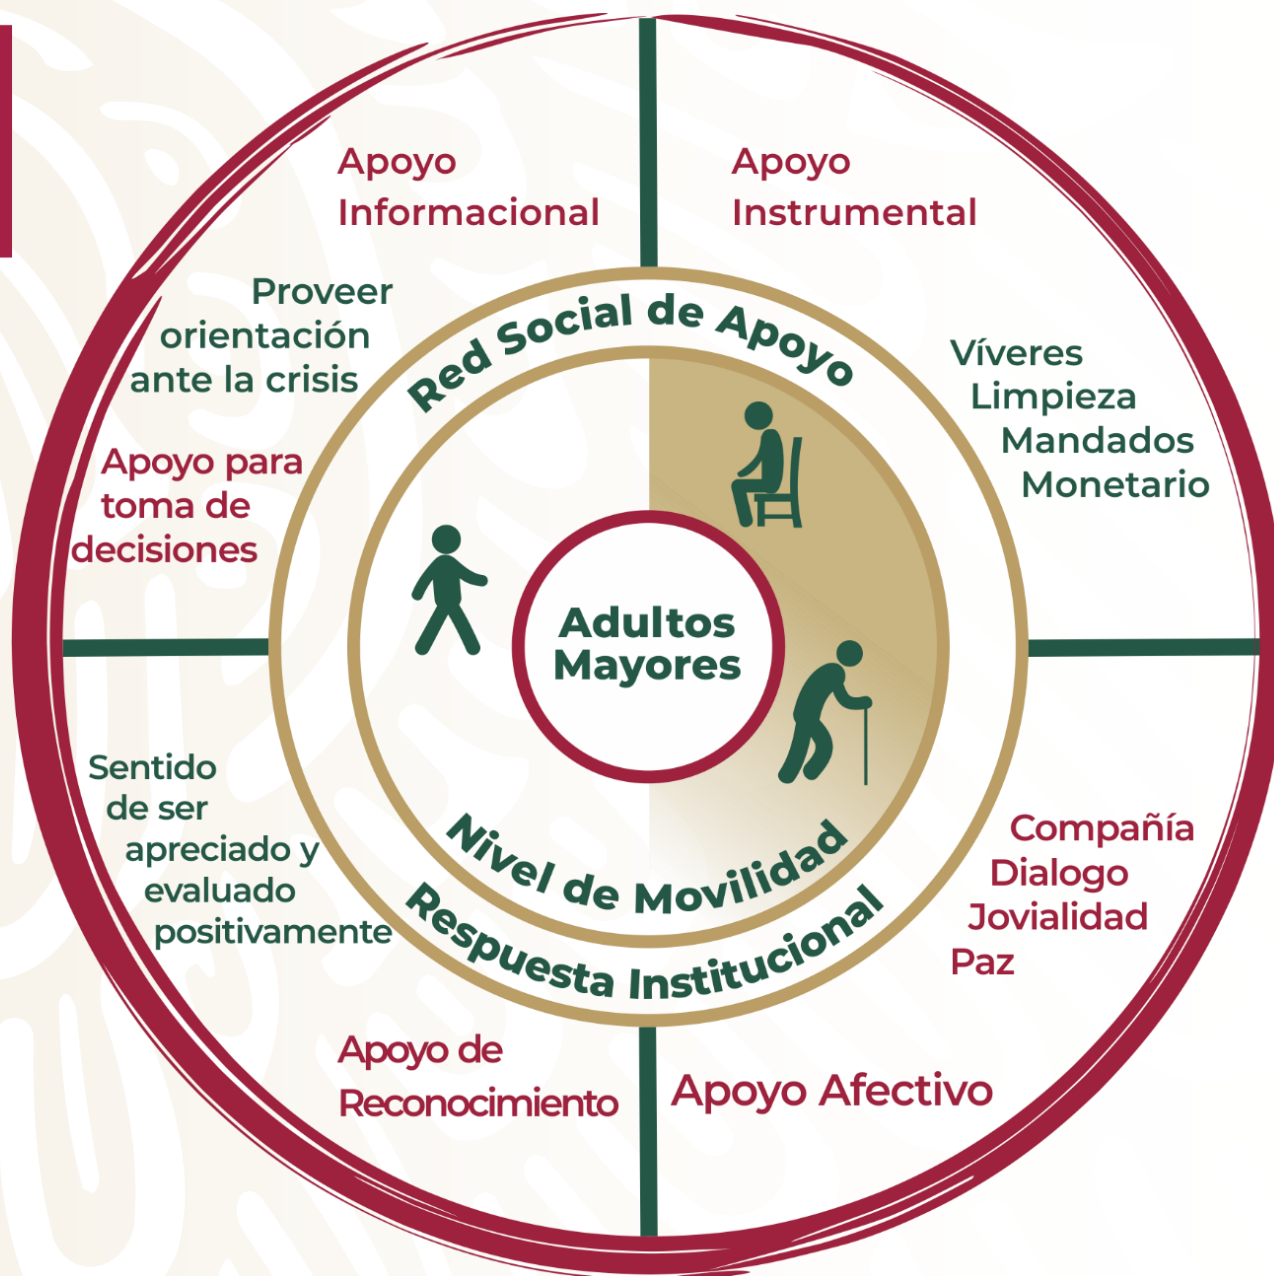 Apoyo
Informacional
Proveer
orientación
ante la crisis
Apoyo para
toma de
decisiones
Apoyo
Instrumental
Víveres
Limpieza
Mandados
Monetario
Red Social de Apoyo
Adultos
Mayores
Nivel de Movilidad
Respuesta Institucional
Sentido
de ser
apreciado y
evaluado
positivamente
Apoyo de
Reconocimiento
Compañía
Dialogo
Jovialidad
Paz
Apoyo Afectivo